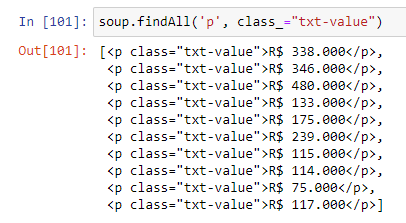 In [101]: soup.findAll('p', class_="txt-value")
Out[101]: [<p class="txt-value">R$ 338.000</p>,
<p class="txt-value">R$ 346.000</p>,
<p class="txt-value">R$ 480.000</p>,
<p class="txt-value">R$ 133.000</p>,
<p class="txt-value">R$ 175.000</p>,
<p class="txt-value">R$ 239.000</p>,
<p class="txt-value">R$ 115.000</p>,
<p class="txt-value">R$ 114.000</p>,
<p class="txt-value">R$ 75.000</p>,
<p class="txt-value">R$ 117.000</p>]